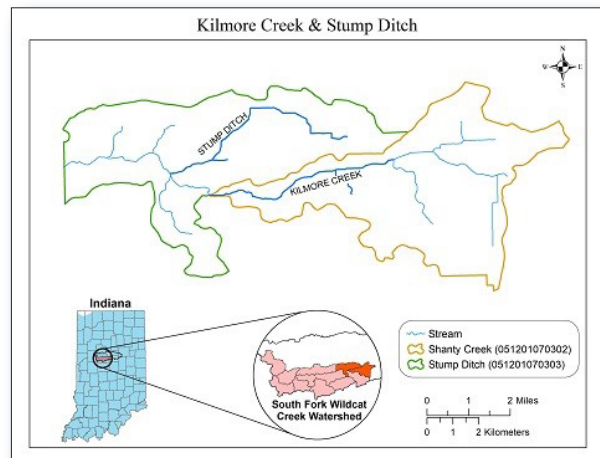 Kilmore Creek & Stump Ditch
N
W E
S
STUMP DITCH
KILMORE CREEK
Indiana
South Fork Wildcat
Creek Watershed
Stream
Shanty Creek (051201070302)
Stump Ditch (051201070303)
0 1 2 Miles
0 1 2 Kilometers